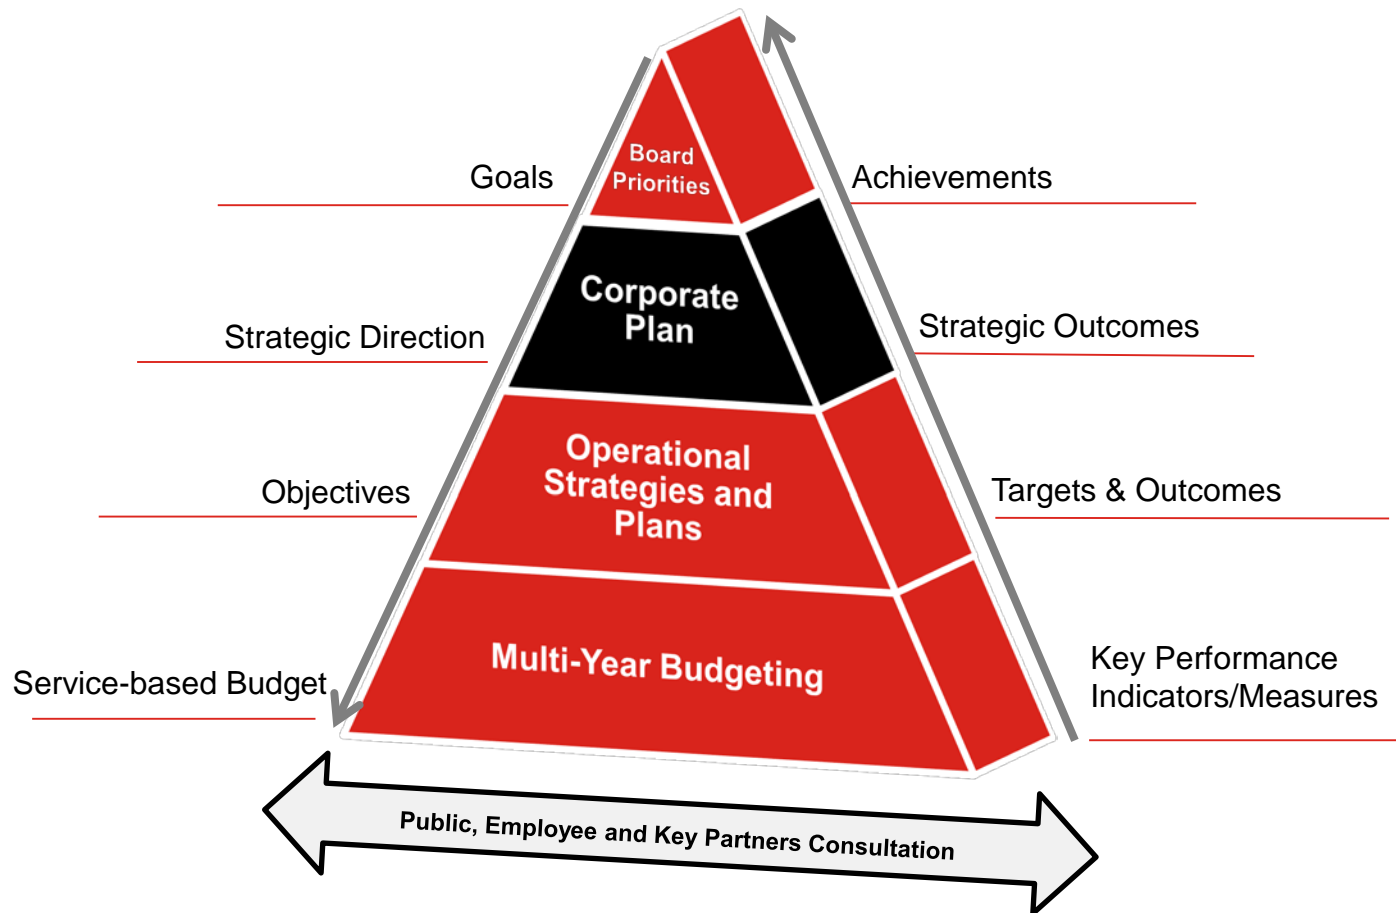 Board
Priorities
Goals
Achievements
Corporate
Plan
Strategic Direction
Strategic Outcomes
Operational
Strategies and
Plans
Objectives
Targets & Outcomes
Multi-Year Budgeting
Service-based Budget
Key Performance
Indicators/Measures
Public, Employee and Key Partners Consultation